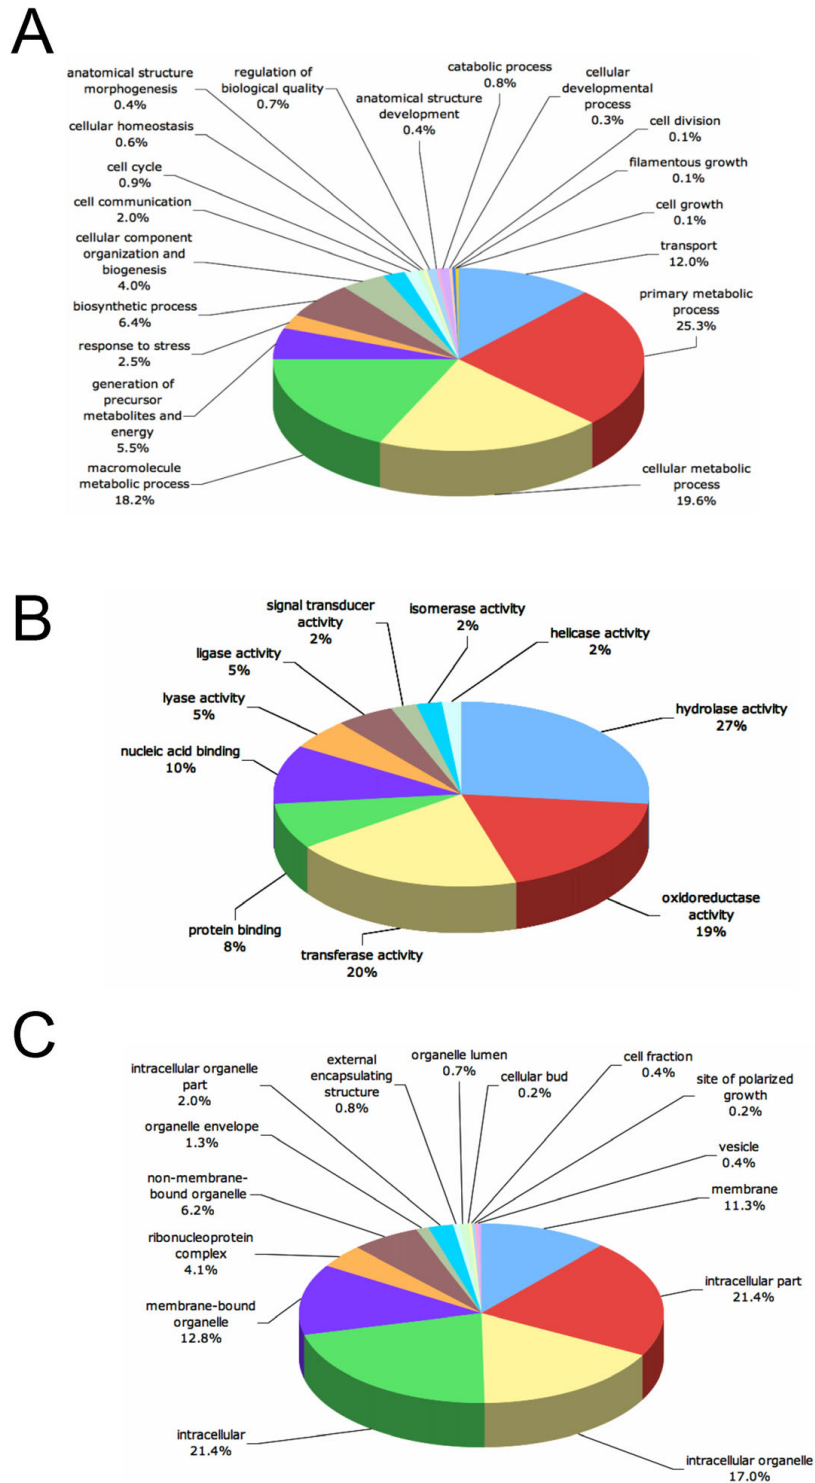 A
anatomical structure
morphogenesis
0.4%
regulation of
biological quality
0.7%
anatomical structure
development
0.4%
catabolic process
0.8%
cellular
developmental
process
0.3%
cell division
0.1%
filamentous growth
0.1%
cell growth
0.1%
transport
12.0%
primary metabolic
process
25.3%
cellular metabolic
process
19.6%
cellular homeostasis
0.6%
cell cycle
0.9%
cell communication
2.0%
cellular component
organization and
biogenesis
4.0%
biosynthetic process
6.4%
response to stress
2.5%
generation of
precursor
metabolites and
energy
5.5%
macromolecule
metabolic process
18.2%
B
signal transducer
activity
2%
isomerase activity
2%
helicase activity
2%
hydrolase activity
27%
oxidoreductase
activity
19%
ligase activity
5%
lyase activity
5%
nucleic acid binding
10%
protein binding
8%
transferase activity
20%
C
intracellular organelle
part
2.0%
external
encapsulating
structure
0.8%
organelle lumen
0.7%
cellular bud
0.2%
cell fraction
0.4%
site of polarized
growth
0.2%
vesicle
0.4%
membrane
11.3%
intracellular part
21.4%
intracellular organelle
17.0%
organelle envelope
1.3%
non-membrane-
bound organelle
6.2%
ribonucleoprotein
complex
4.1%
membrane-bound
organelle
12.8%
intracellular
21.4%